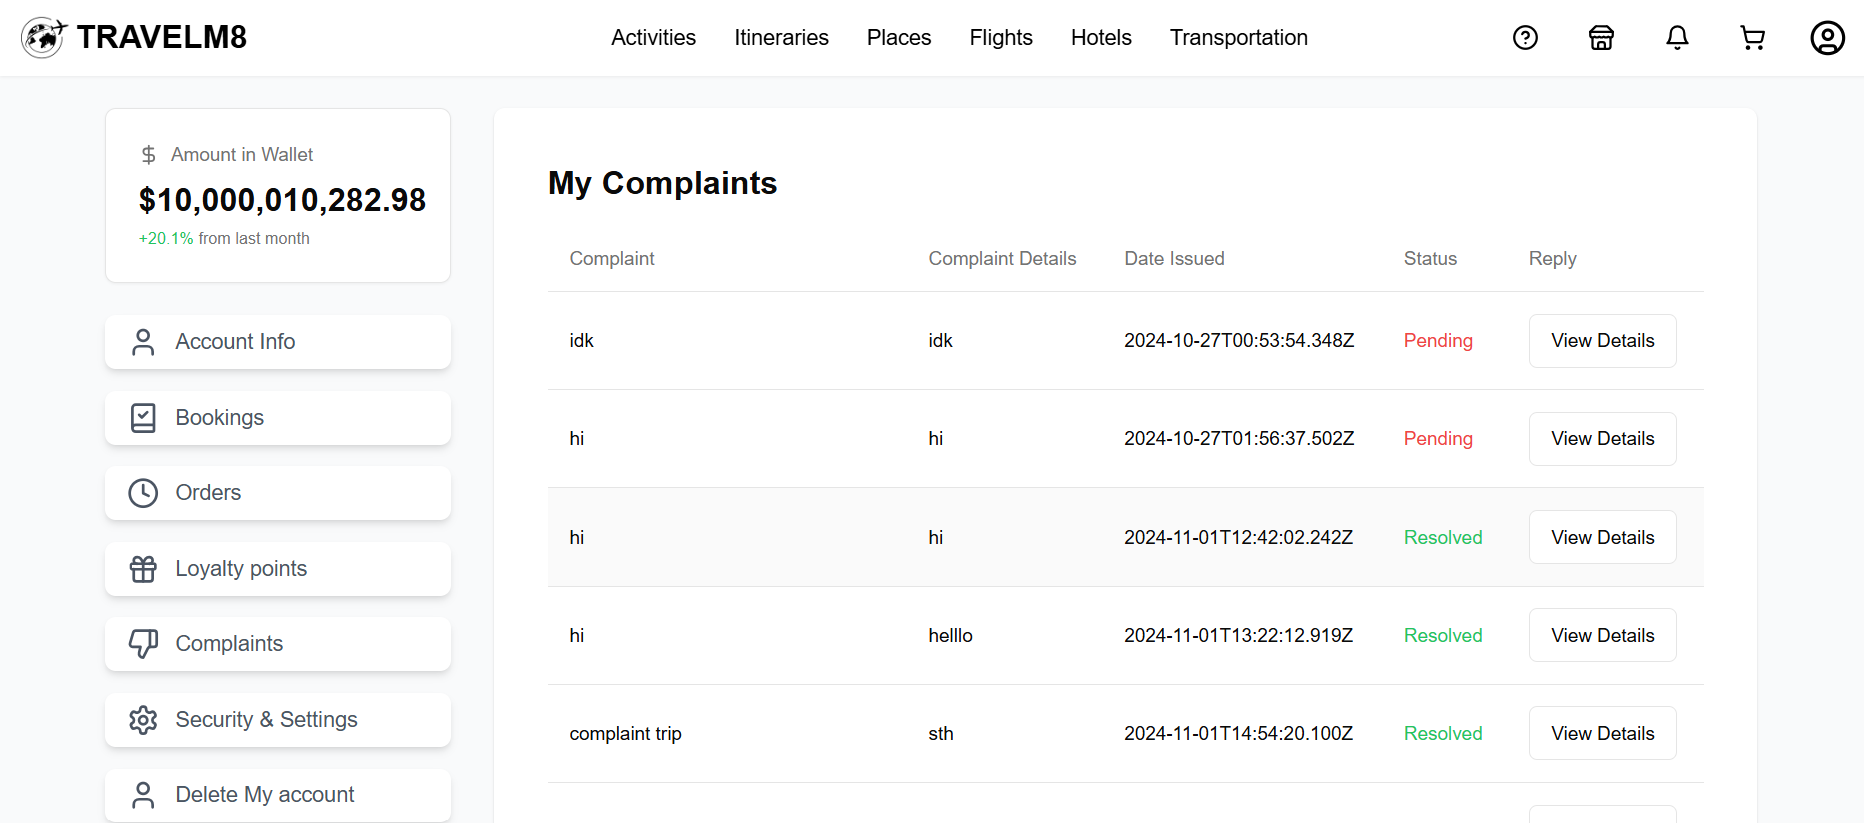 TRAVELM8
Activities Itineraries Places Flights Hotels Transportation
$ Amount in Wallet
$10,000,010,282.98
+20.1% from last month
Account Info
Bookings
Orders
Loyalty points
Complaints
Security & Settings
Delete My account
My Complaints
Complaint Complaint Details Date Issued Status Reply
idk idk 2024-10-27T00:53:54.348Z Pending View Details
hi hi 2024-10-27T01:56:37.502Z Pending View Details
hi hi 2024-11-01T12:42:02.242Z Resolved View Details
hi helllo 2024-11-01T13:22:12.919Z Resolved View Details
complaint trip sth 2024-11-01T14:54:20.100Z Resolved View Details